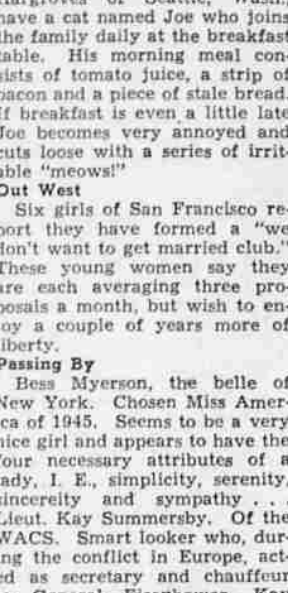 have a cat named Joe who joins
the family daily at the breakfast
table. His morning meal con-
sists of tomato juice, a strip of
bacon and a piece of stale bread.
If breakfast is even a little late
Joe becomes very annoyed and
cuts loose with a series of irrit-
able "meows!"
Out West
Six girls of San Francisco re-
port they have formed a "we
don't want to get married club."
These young women say they
are each averaging three pro-
posals a month, but wish to en-
joy a couple of years more of
liberty.
Passing By
Bess Myerson, the belle of
New York. Chosen Miss Amer-
ica of 1945. Seems to be a very
nice girl and appears to have the
four necessary attributes of a
lady, I. E., simplicity, serenity,
sincereity and sympathy . . .
Lieut. Kay Summersby. Of the
WACS. Smart looker who, dur-
ing the conflict in Europe, act-
ed as secretary and chauffeur